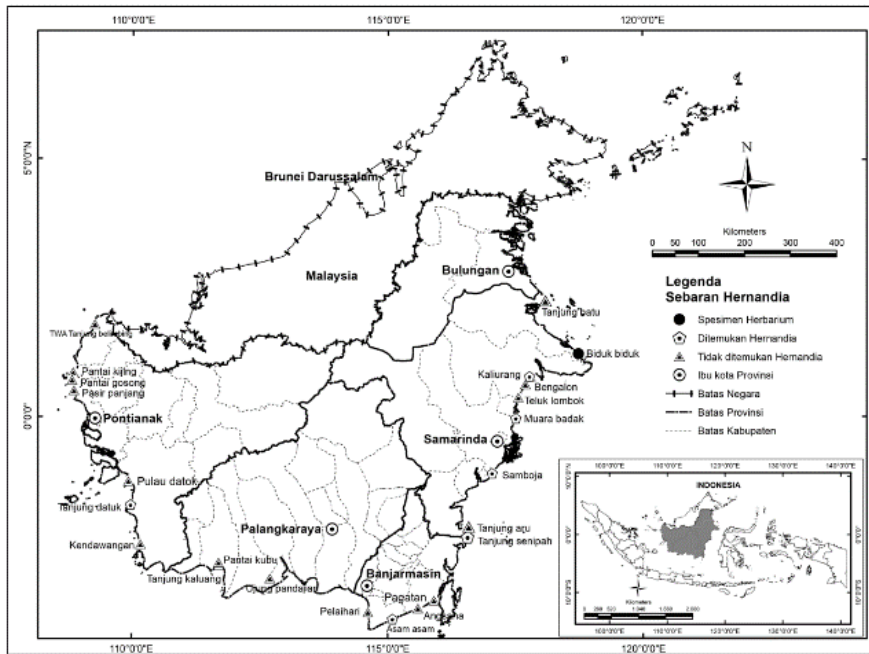 110°0'0"E 115°0'0"E 120°0'0"E
5°0'0"N
0°0'0"
N
Kilometers
0 50 100 200 300 400
Brunei Darussalam
Malaysia
Bulungan
Tanjung batu
Biduk biduk
Kaliurang
Bengalon
Teluk lombok
Muara badak
Samarinda
Samboja
Pantai kijing
Pantai gosong
Pasir panjang
Pontianak
Pulau datok
Tanjung datuk
Kendawangan
Palangkaraya
Pantai kubu
Tanjung kaluang
Ujung pandaran
Banjarmasin
Pagatan
Pelaihari
Asam asam
Tanjung aru
Tanjung senipah
Legenda
Sebaran Hernandia
Spesimen Herbarium
Ditemukan Hernandia
Tidak ditemukan Hernandia
Ibu kota Provinsi
Batas Negara
Batas Provinsi
Batas Kabupaten
INDONESIA
Kilometers
110°0'0"E 115°0'0"E 120°0'0"E